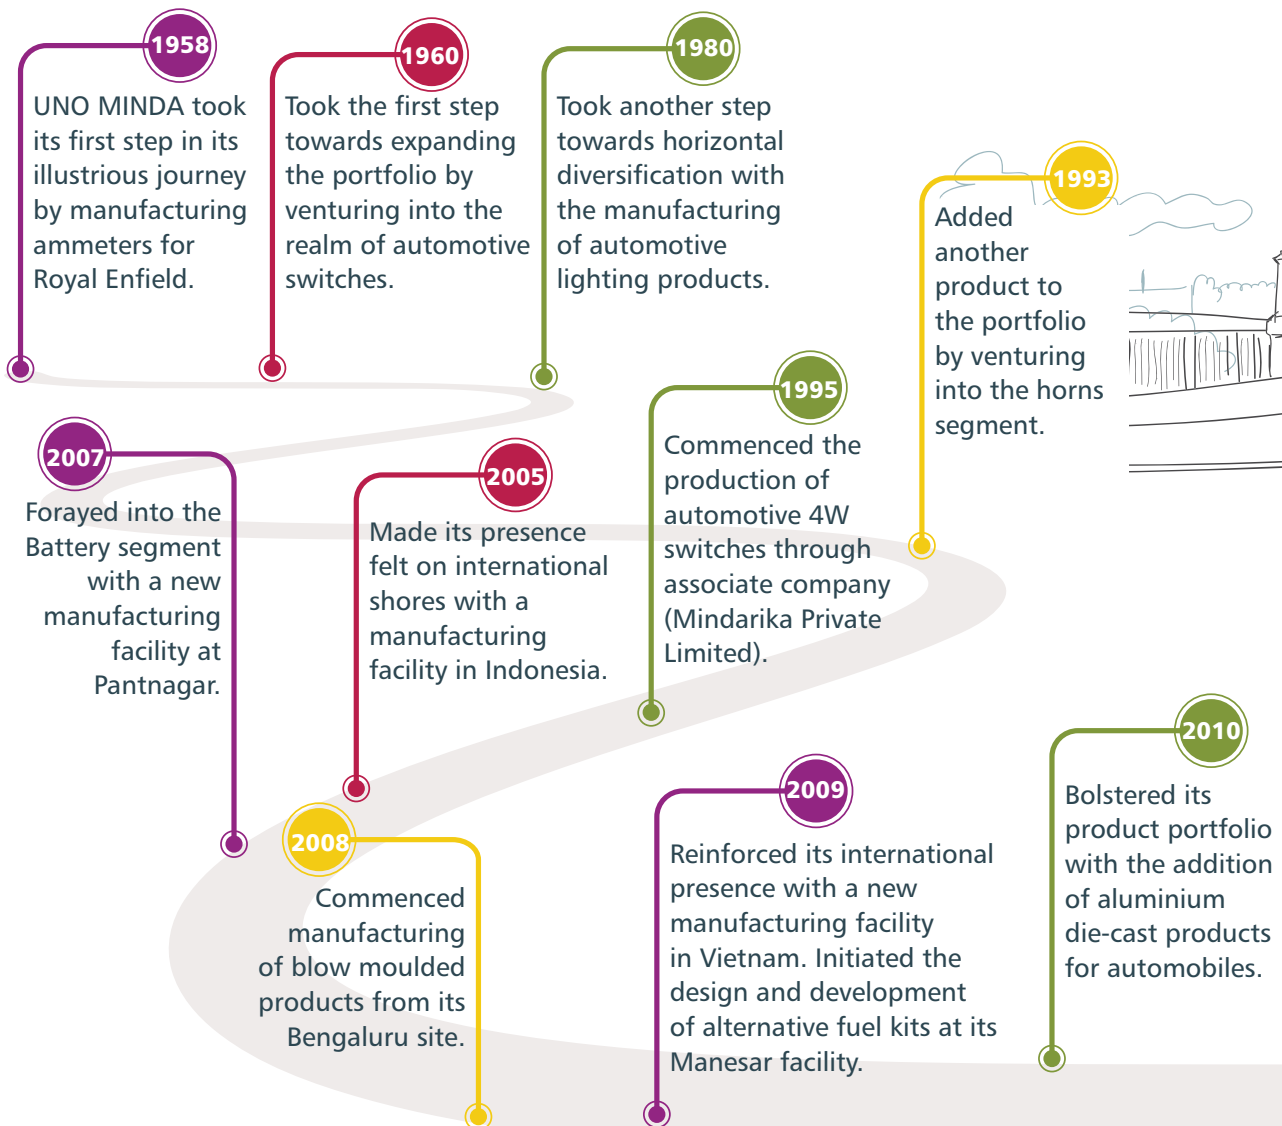 1958
UNO MINDA took
its first step in its
illustrious journey
by manufacturing
ammeters for
Royal Enfield.
1960
Took the first step
towards expanding
the portfolio by
venturing into the
realm of automotive
switches.
1980
Took another step
towards horizontal
diversification with
the manufacturing
of automotive
lighting products.
1993
Added
another
product to
the portfolio
by venturing
into the horns
segment.
1995
Commenced the
production of
automotive 4W
switches through
associate company
(Mindarika Private
Limited).
2005
Made its presence
felt on international
shores with a
manufacturing
facility in Indonesia.
2007
Forayed into the
Battery segment
with a new
manufacturing
facility at
Pantnagar.
2008
Commenced
manufacturing
of blow moulded
products from its
Bengaluru site.
2009
Reinforced its international
presence with a new
manufacturing facility
in Vietnam. Initiated the
design and development
of alternative fuel kits at its
Manesar facility.
2010
Bolstered its
product portfolio
with the addition
of aluminium
die-cast products
for automobiles.